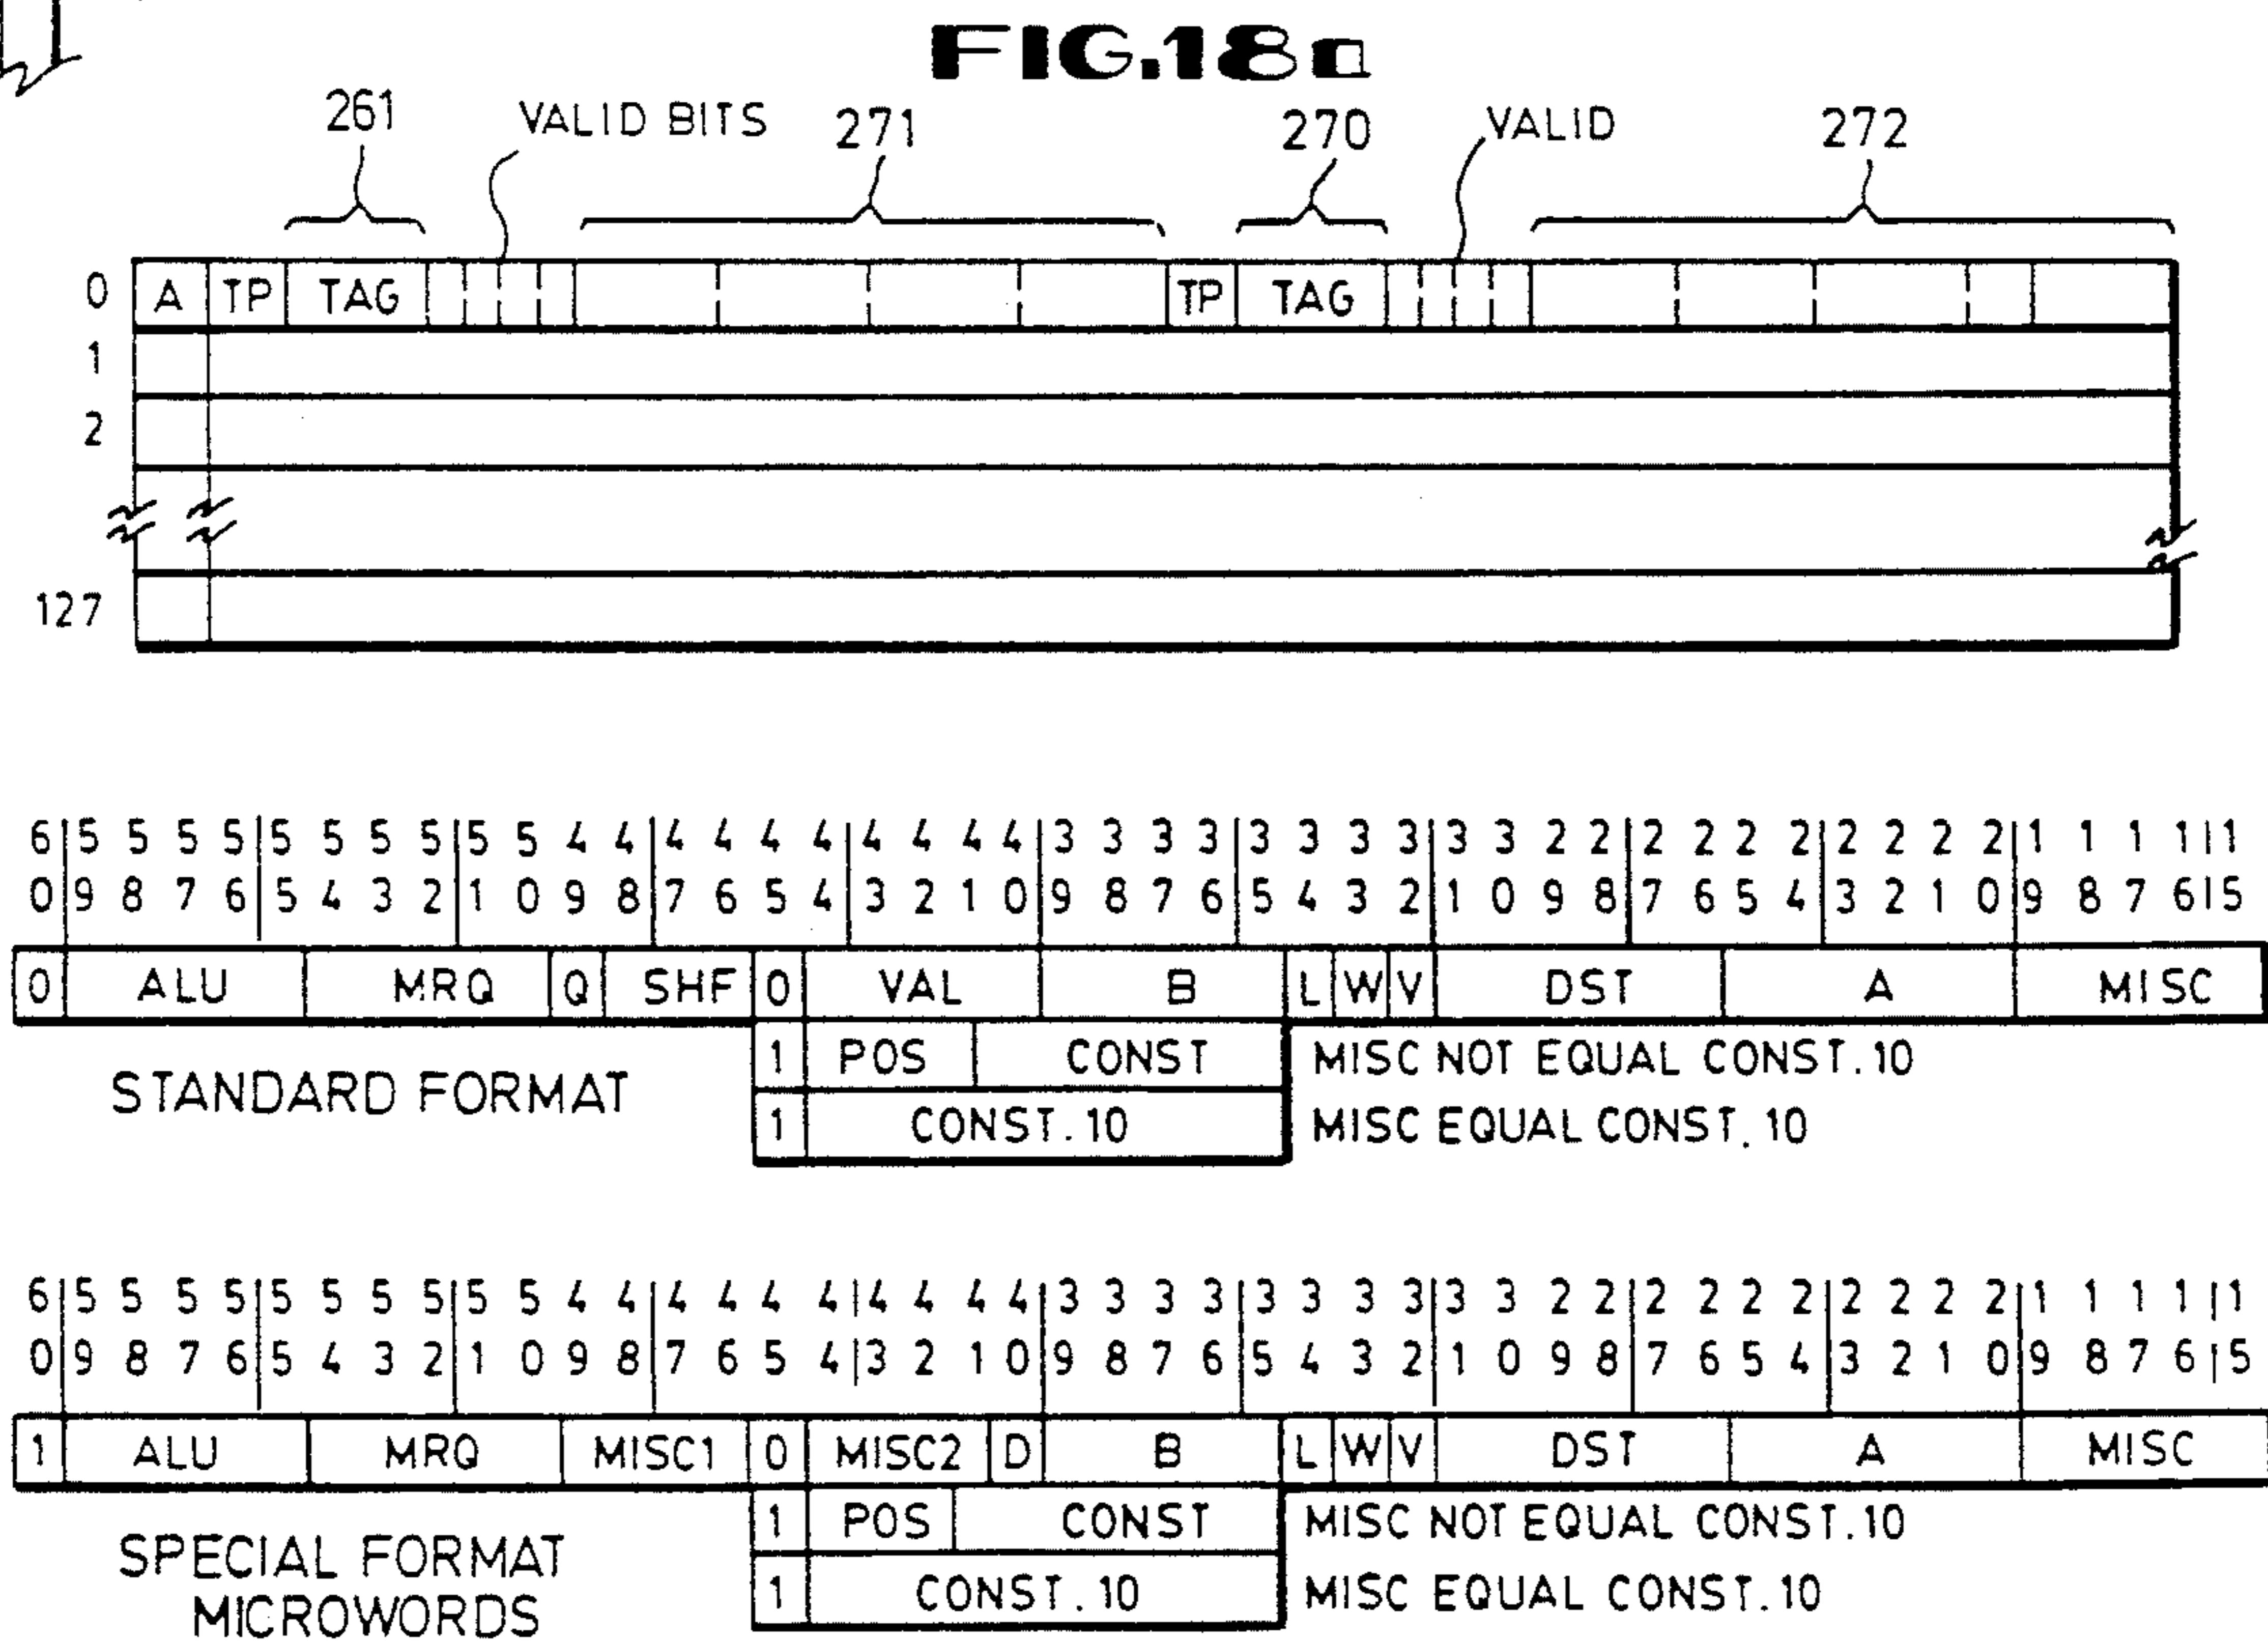 FIG.18a
261 VALID BITS 271 270 VALID 272
0 A TP TAG TP TAG
1
2
127
6 5 5 5 5 5 5 5 5 5 5 4 4 4 4 4 4 4 4 4 4 3 3 3 3 3 3 3 3 3 3 2 2 2 2 2 2 2 2 2 2 1 1 1 1 1
0 9 8 7 6 5 4 3 2 1 0 9 8 7 6 5 4 3 2 1 0 9 8 7 6 5 4 3 2 1 0 9 8 7 6 5 4 3 2 1 0 9 8 7 6 5
0 ALU MRQ Q SHF 0 VAL B L W V DST A MISC
1 POS CONST MISC NOT EQUAL CONST.10
STANDARD FORMAT
1 CONST.10 MISC EQUAL CONST.10
6 5 5 5 5 5 5 5 5 5 5 4 4 4 4 4 4 4 4 4 4 3 3 3 3 3 3 3 3 3 3 2 2 2 2 2 2 2 2 2 2 1 1 1 1 1
0 9 8 7 6 5 4 3 2 1 0 9 8 7 6 5 4 3 2 1 0 9 8 7 6 5 4 3 2 1 0 9 8 7 6 5 4 3 2 1 0 9 8 7 6 5
1 ALU MRQ MISC1 0 MISC2 D B L W V DST A MISC
1 POS CONST MISC NOT EQUAL CONST.10
SPECIAL FORMAT
1 CONST.10 MISC EQUAL CONST.10
MICROWORDS